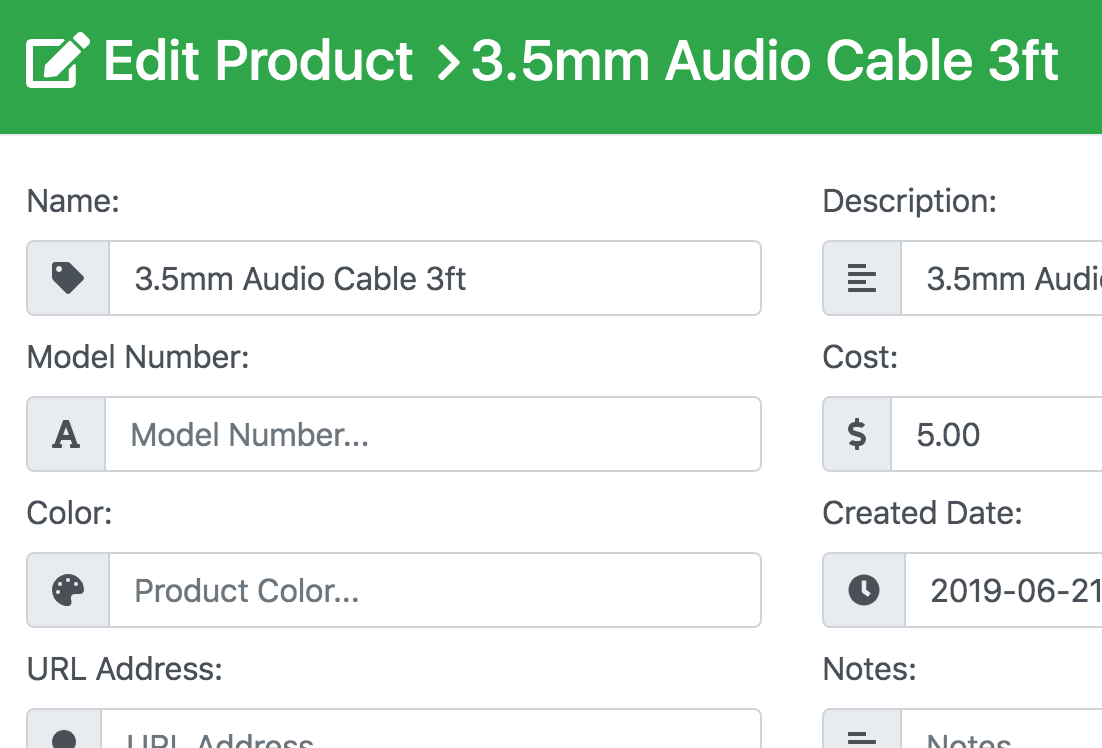 Edit Product > 3.5mm Audio Cable 3ft
Name:
Description:
3.5mm Audio Cable 3ft
3.5mm Audi
Model Number:
Cost:
Model Number...
$ 5.00
Color:
Created Date:
Product Color...
2019-06-21
URL Address:
Notes:
URL Address
Notes